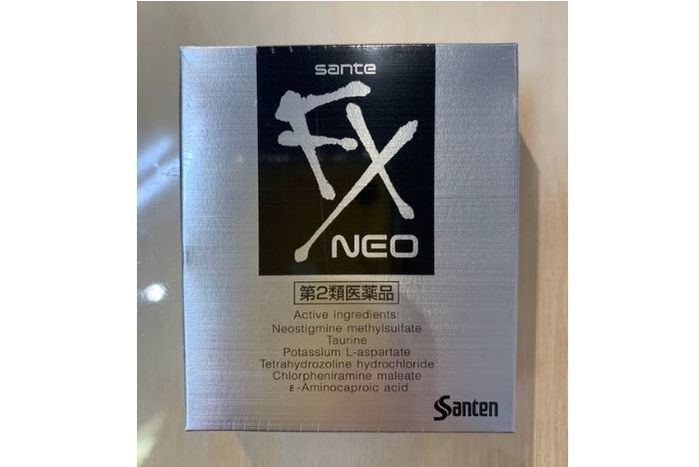 sante
FX
NEO
第2類医薬品
Active ingredients:
Neostigmine methylsulfate
Taurine
Potassium L-aspartate
Tetrahydrozoline hydrochloride
Chlorpheniramine maleate
ε-Aminocaproic acid
Santen